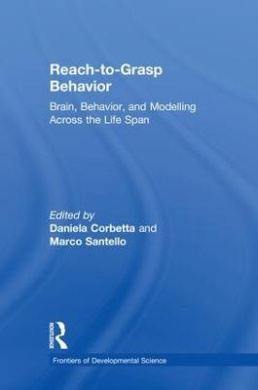 Reach-to-Grasp
Behavior
Brain, Behavior, and Modelling
Across the Life Span
Edited by
Daniela Corbetta and
Marco Santello
ROUTLEDGE
Frontiers of Developmental Science